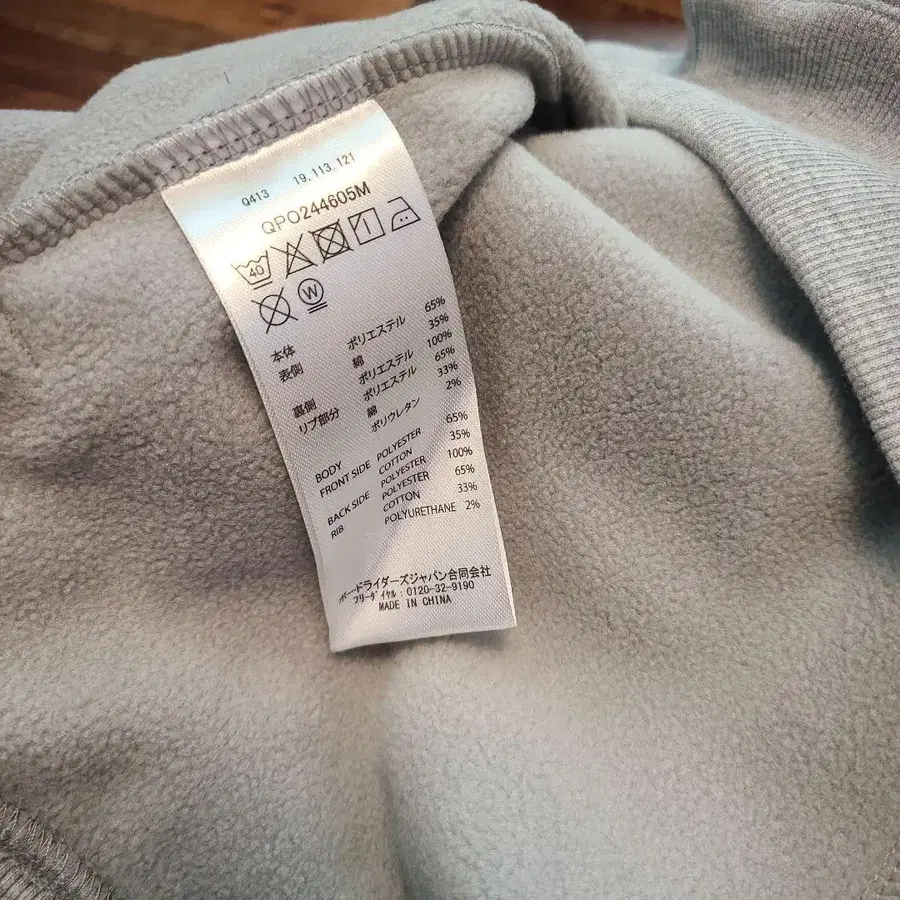 Q413 19.113.121
QPO244605M
40
W
本体
表側 ポリエステル 65%
綿 35%
裏側 ポリエステル 100%
リブ部分 ポリエステル 65%
綿 33%
ポリウレタン 2%
BODY
FRONT SIDE POLYESTER 65%
COTTON 35%
BACK SIDE POLYESTER 100%
RIB POLYESTER 65%
COTTON 33%
POLYURETHANE 2%
ボードライダーズジャパン合同会社
フリーダイヤル:0120-32-9190
MADE IN CHINA